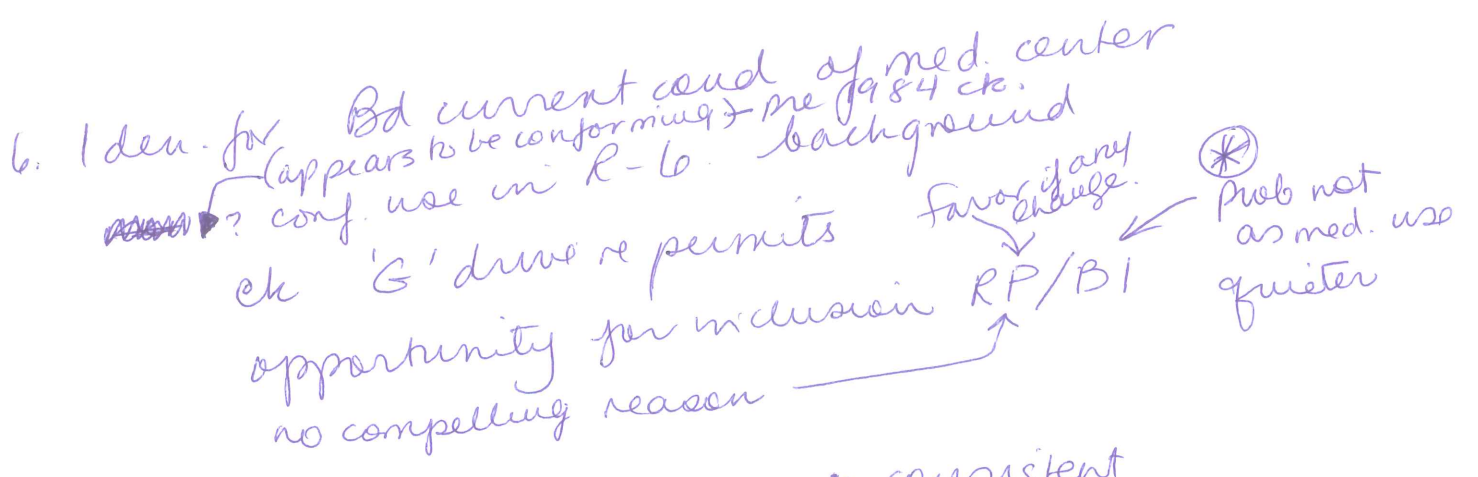 6. Iden. for Bd current cond of med. center
(appears to be conforming) pre 1984 ck.
? conf. use in R-6. background
ck 'G' drive re permits
favor if any change.
opportunity for inclusion RP/B1
* Prob not as med. use quieter
no compelling reason
consistent